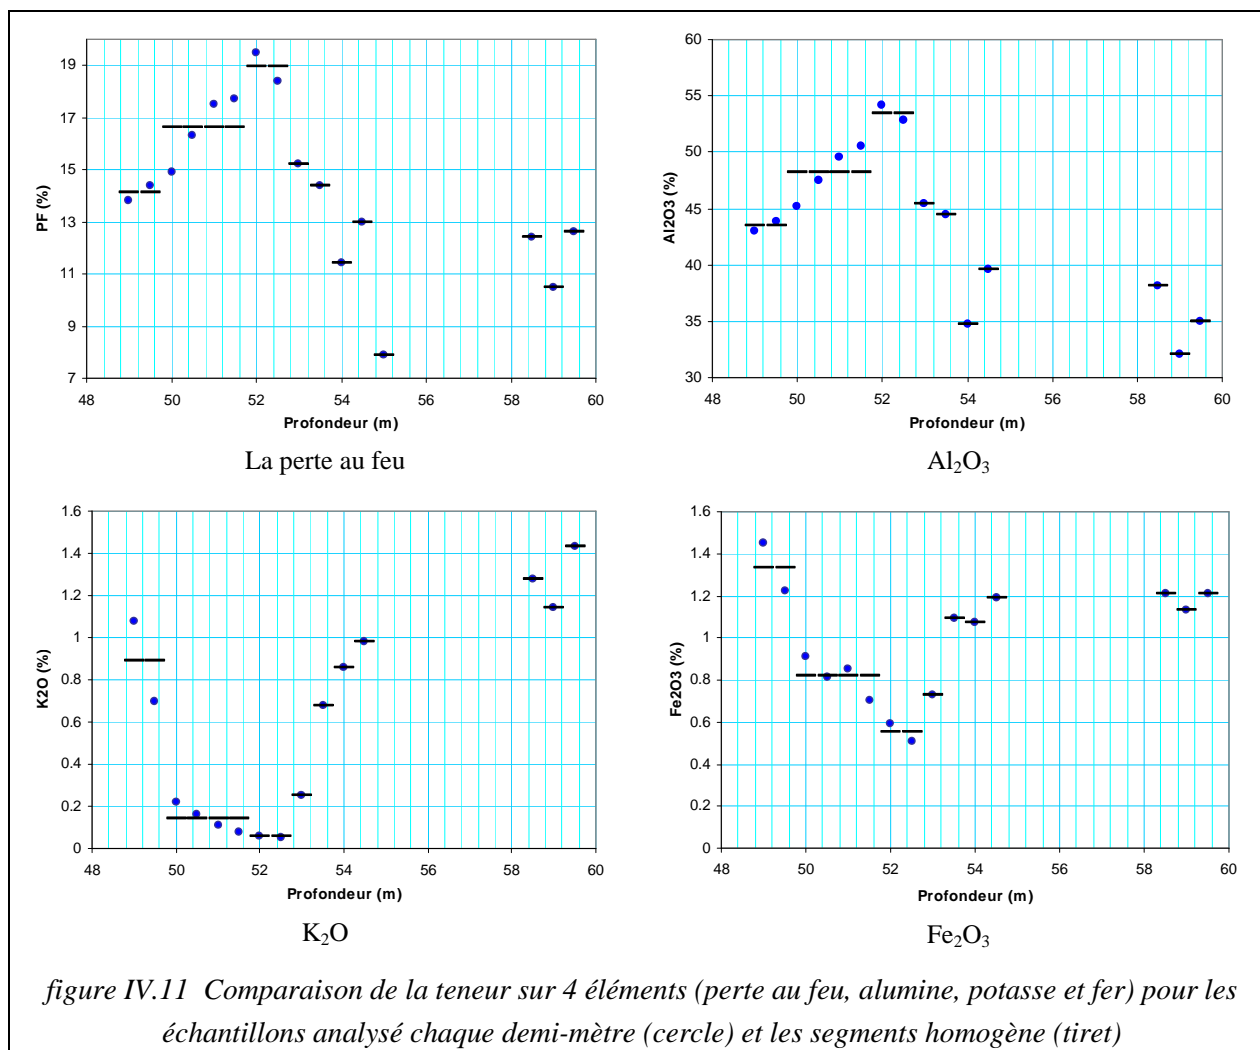 PF (%)
19
17
15
13
11
9
7
48 50 52 54 56 58 60
Profondeur (m)
La perte au feu
Al2O3 (%)
60
55
50
45
40
35
30
48 50 52 54 56 58 60
Profondeur (m)
Al₂O₃
K2O (%)
1.6
1.4
1.2
1
0.8
0.6
0.4
0.2
0
48 50 52 54 56 58 60
Profondeur (m)
K₂O
Fe2O3 (%)
1.6
1.4
1.2
1
0.8
0.6
0.4
0.2
0
48 50 52 54 56 58 60
Profondeur (m)
Fe₂O₃
figure IV.11 Comparaison de la teneur sur 4 éléments (perte au feu, alumine, potasse et fer) pour les
échantillons analysé chaque demi-mètre (cercle) et les segments homogène (tiret)